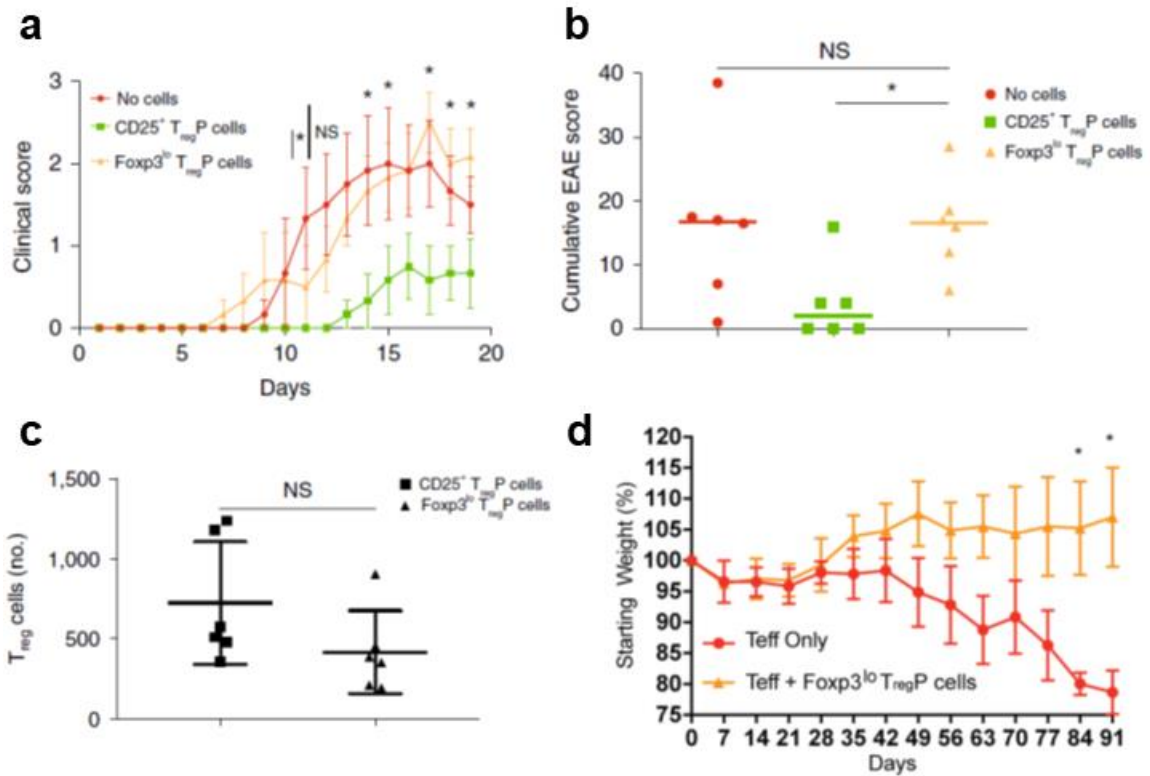 a
3
2
1
0
Clinical score
No cells
CD25⁺ TregP cells
Foxp3ˡᵒ TregP cells
*
NS
*
*
*
*
*
0
5
10
15
20
Days
b
40
30
20
10
0
Cumulative EAE score
NS
*
No cells
CD25⁺ TregP cells
Foxp3ˡᵒ TregP cells
c
1,500
1,000
500
0
Treg cells (no.)
NS
CD25⁺ TregP cells
Foxp3ˡᵒ TregP cells
d
120
115
110
105
100
95
90
85
80
75
Starting Weight (%)
*
*
Teff Only
Teff + Foxp3ˡᵒ TregP cells
0 7 14 21 28 35 42 49 56 63 70 77 84 91
Days